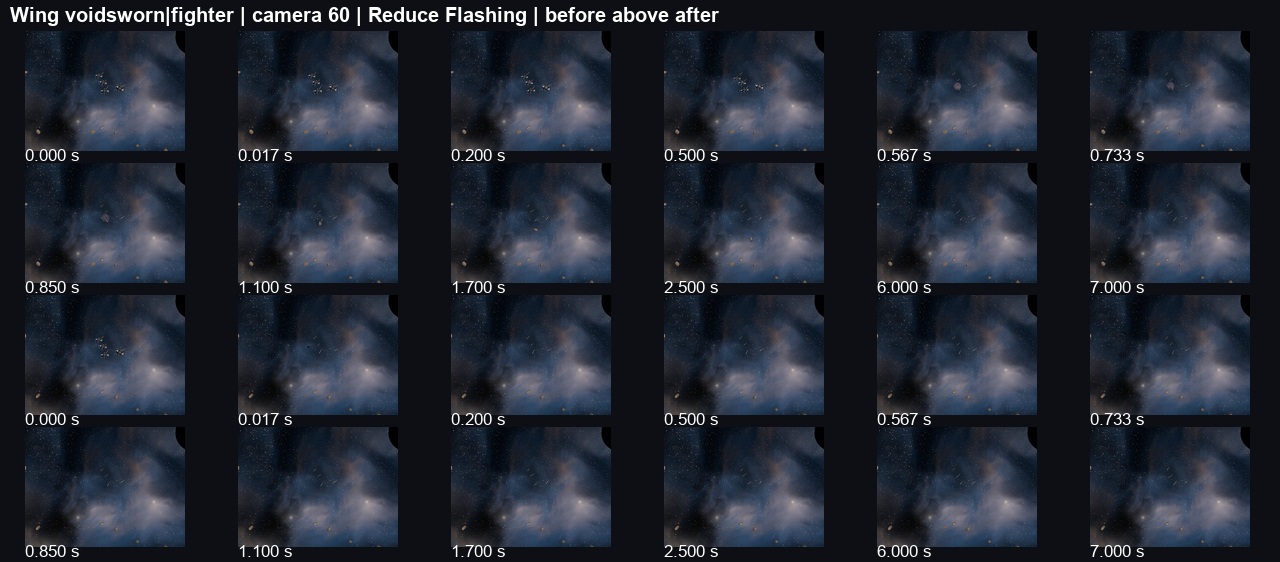 Wing voidsworn|fighter | camera 60 | Reduce Flashing | before above after
0.000 s 0.017 s 0.200 s 0.500 s 0.567 s 0.733 s
0.850 s 1.100 s 1.700 s 2.500 s 6.000 s 7.000 s
0.000 s 0.017 s 0.200 s 0.500 s 0.567 s 0.733 s
0.850 s 1.100 s 1.700 s 2.500 s 6.000 s 7.000 s